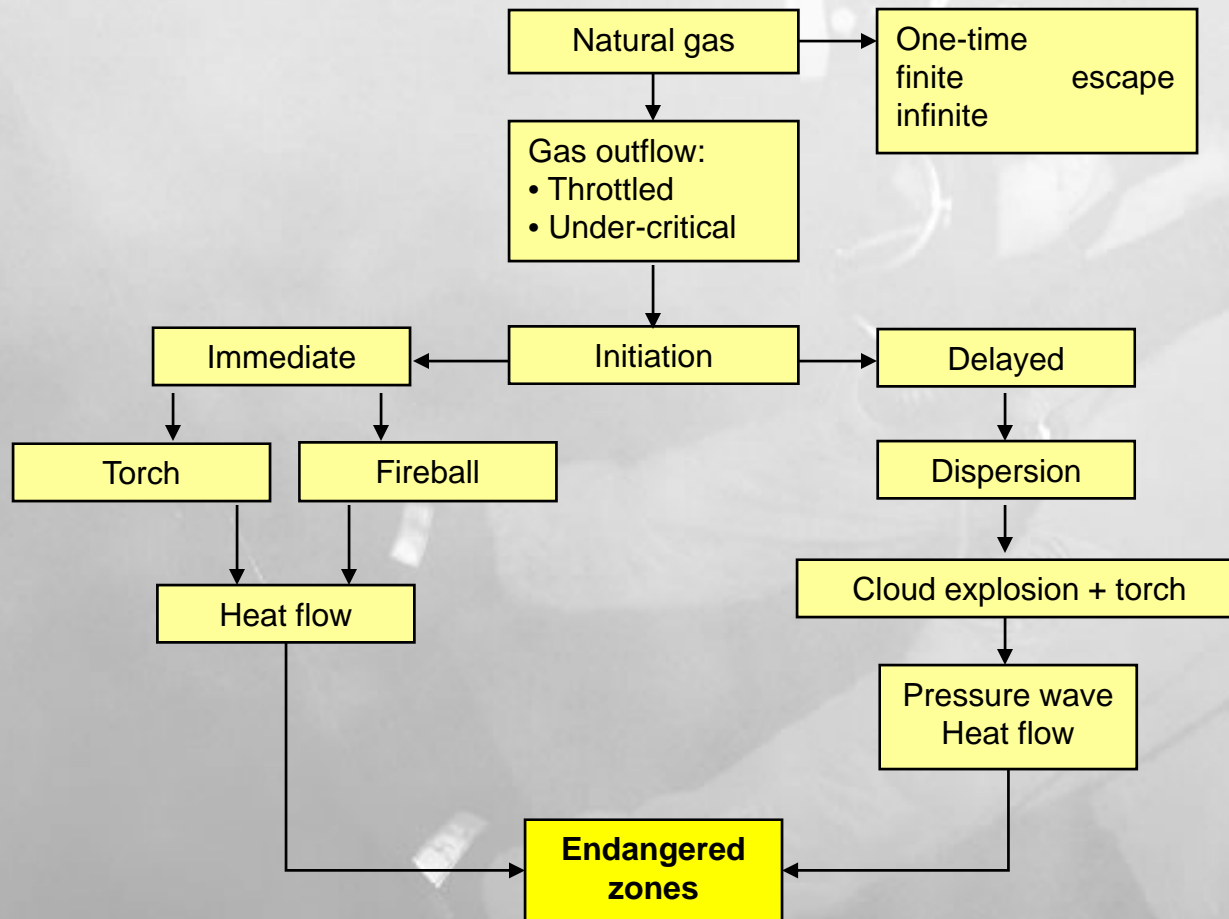 Natural gas
One-time
finite escape
infinite
Gas outflow:
• Throttled
• Under-critical
Immediate
Initiation
Delayed
Torch
Fireball
Dispersion
Heat flow
Cloud explosion + torch
Pressure wave
Heat flow
Endangered
zones